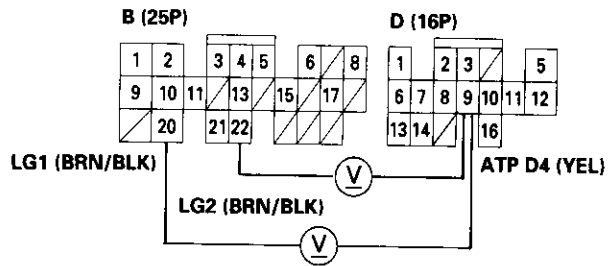 B (25P)
D (16P)
1 2 3 4 5 6 8
9 10 11 13 15 17
20 21 22
1 2 3 5
6 7 8 9 10 11 12
13 14 16
LG1 (BRN/BLK)
V
ATP D4 (YEL)
LG2 (BRN/BLK)
V